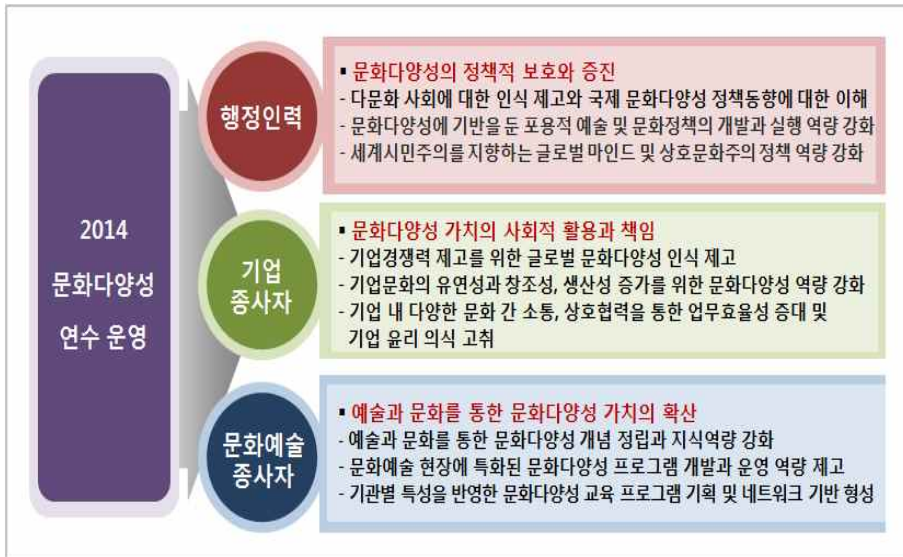 2014
문화다양성
연수 운영
행정인력
▪ 문화다양성의 정책적 보호와 증진
- 다문화 사회에 대한 인식 제고와 국제 문화다양성 정책동향에 대한 이해
- 문화다양성에 기반을 둔 포용적 예술 및 문화정책의 개발과 실행 역량 강화
- 세계시민주의를 지향하는 글로벌 마인드 및 상호문화주의 정책 역량 강화
기업
종사자
▪ 문화다양성 가치의 사회적 활용과 책임
- 기업경쟁력 제고를 위한 글로벌 문화다양성 인식 제고
- 기업문화의 유연성과 창조성, 생산성 증가를 위한 문화다양성 역량 강화
- 기업 내 다양한 문화 간 소통, 상호협력을 통한 업무효율성 증대 및
기업 윤리 의식 고취
문화예술
종사자
▪ 예술과 문화를 통한 문화다양성 가치의 확산
- 예술과 문화를 통한 문화다양성 개념 정립과 지식역량 강화
- 문화예술 현장에 특화된 문화다양성 프로그램 개발과 운영 역량 제고
- 기관별 특성을 반영한 문화다양성 교육 프로그램 기획 및 네트워크 기반 형성